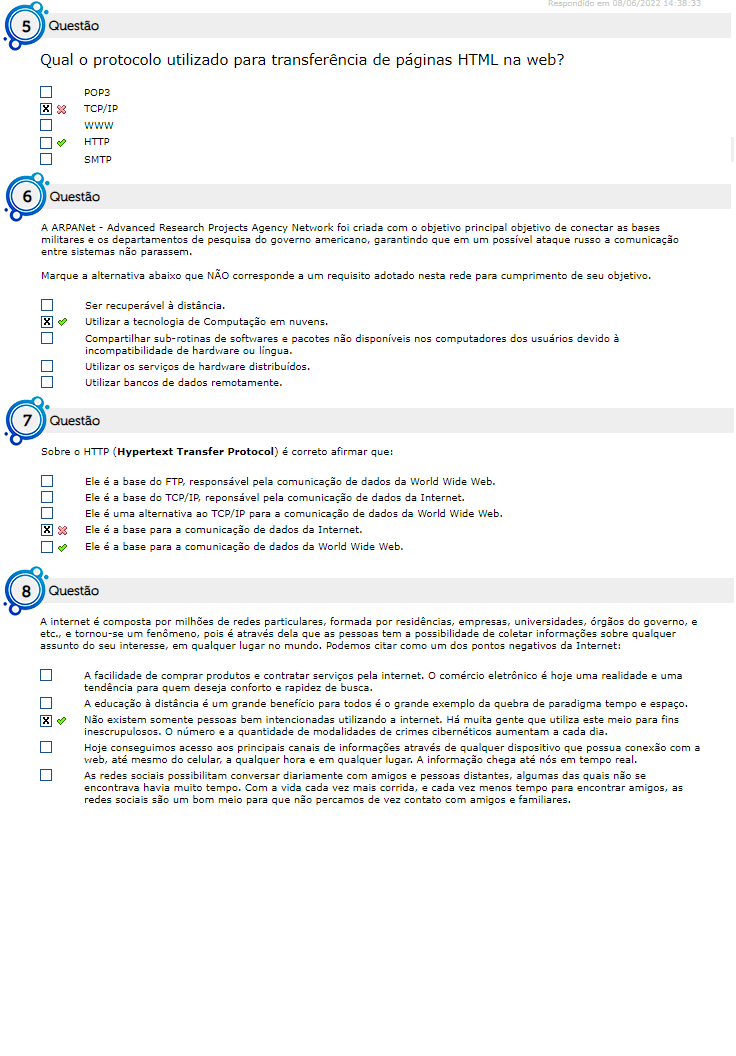 Respondido em 08/06/2022 14:38:33
5 Questão
Qual o protocolo utilizado para transferência de páginas HTML na web?
POP3
X TCP/IP
WWW
HTTP
SMTP
6 Questão
A ARPANet - Advanced Research Projects Agency Network foi criada com o objetivo principal objetivo de conectar as bases
militares e os departamentos de pesquisa do governo americano, garantindo que em um possível ataque russo a comunicação
entre sistemas não parassem.
Marque a alternativa abaixo que NÃO corresponde a um requisito adotado nesta rede para cumprimento de seu objetivo.
Ser recuperável à distância.
X Utilizar a tecnologia de Computação em nuvens.
Compartilhar sub-rotinas de softwares e pacotes não disponíveis nos computadores dos usuários devido à
incompatibilidade de hardware ou língua.
Utilizar os serviços de hardware distribuídos.
Utilizar bancos de dados remotamente.
7 Questão
Sobre o HTTP (Hypertext Transfer Protocol) é correto afirmar que:
Ele é a base do FTP, responsável pela comunicação de dados da World Wide Web.
Ele é a base do TCP/IP, reponsável pela comunicação de dados da Internet.
Ele é uma alternativa ao TCP/IP para a comunicação de dados da World Wide Web.
X Ele é a base para a comunicação de dados da Internet.
Ele é a base para a comunicação de dados da World Wide Web.
8 Questão
A internet é composta por milhões de redes particulares, formada por residências, empresas, universidades, órgãos do governo, e
etc., e tornou-se um fenômeno, pois é através dela que as pessoas tem a possibilidade de coletar informações sobre qualquer
assunto do seu interesse, em qualquer lugar no mundo. Podemos citar como um dos pontos negativos da Internet:
A facilidade de comprar produtos e contratar serviços pela internet. O comércio eletrônico é hoje uma realidade e uma
tendência para quem deseja conforto e rapidez de busca.
A educação à distância é um grande benefício para todos é o grande exemplo da quebra de paradigma tempo e espaço.
X Não existem somente pessoas bem intencionadas utilizando a internet. Há muita gente que utiliza este meio para fins
inescrupulosos. O número e a quantidade de modalidades de crimes cibernéticos aumentam a cada dia.
Hoje conseguimos acesso aos principais canais de informações através de qualquer dispositivo que possua conexão com a
web, até mesmo do celular, a qualquer hora e em qualquer lugar. A informação chega até nós em tempo real.
As redes sociais possibilitam conversar diariamente com amigos e pessoas distantes, algumas das quais não se
encontrava havia muito tempo. Com a vida cada vez mais corrida, e cada vez menos tempo para encontrar amigos, as
redes sociais são um bom meio para que não percamos de vez contato com amigos e familiares.